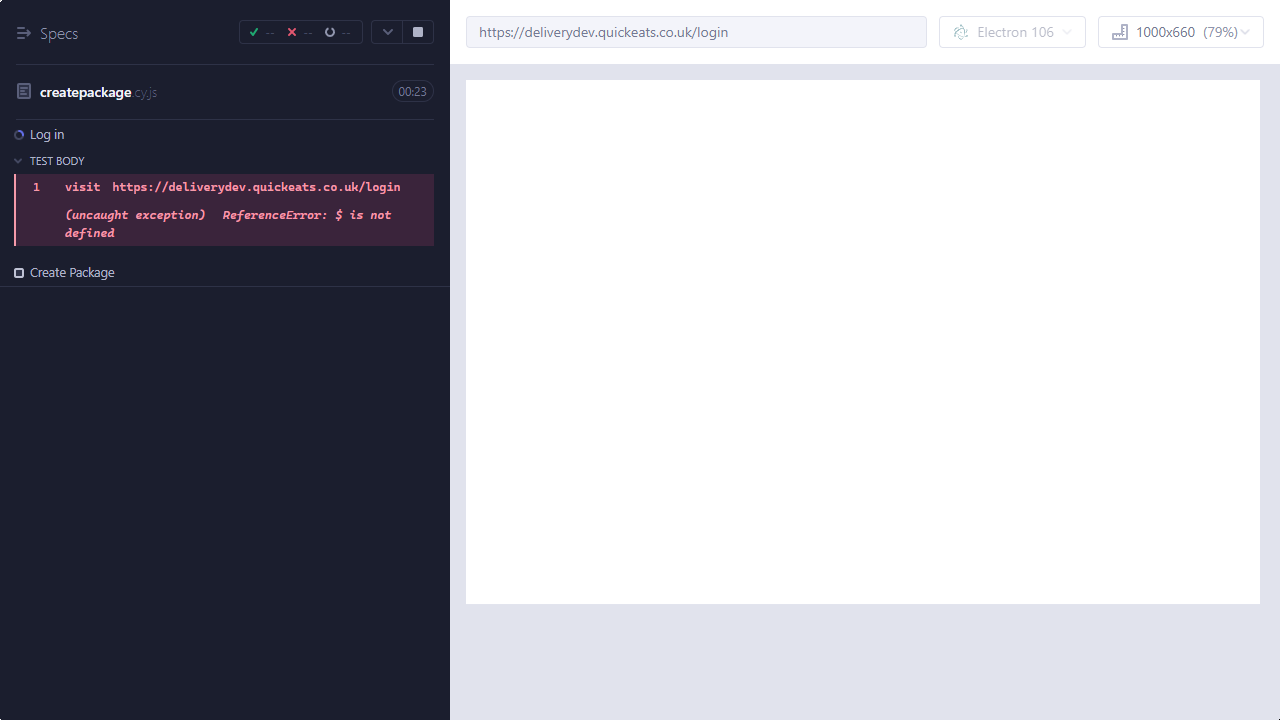 Specs
--
--
--
createpackage.cy.js
00:23
Log in
TEST BODY
1 visit https://deliverydev.quickeats.co.uk/login
(uncaught exception) ReferenceError: $ is not
defined
Create Package
https://deliverydev.quickeats.co.uk/login
Electron 106
1000x660 (79%)